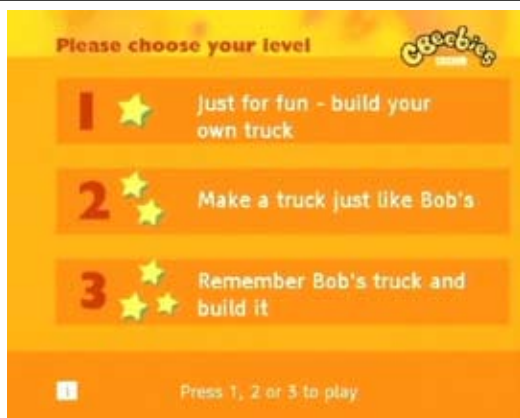 Please choose your level
CBeebies
1
Just for fun - build your
own truck
2
Make a truck just like Bob's
3
Remember Bob's truck and
build it
Press 1, 2 or 3 to play